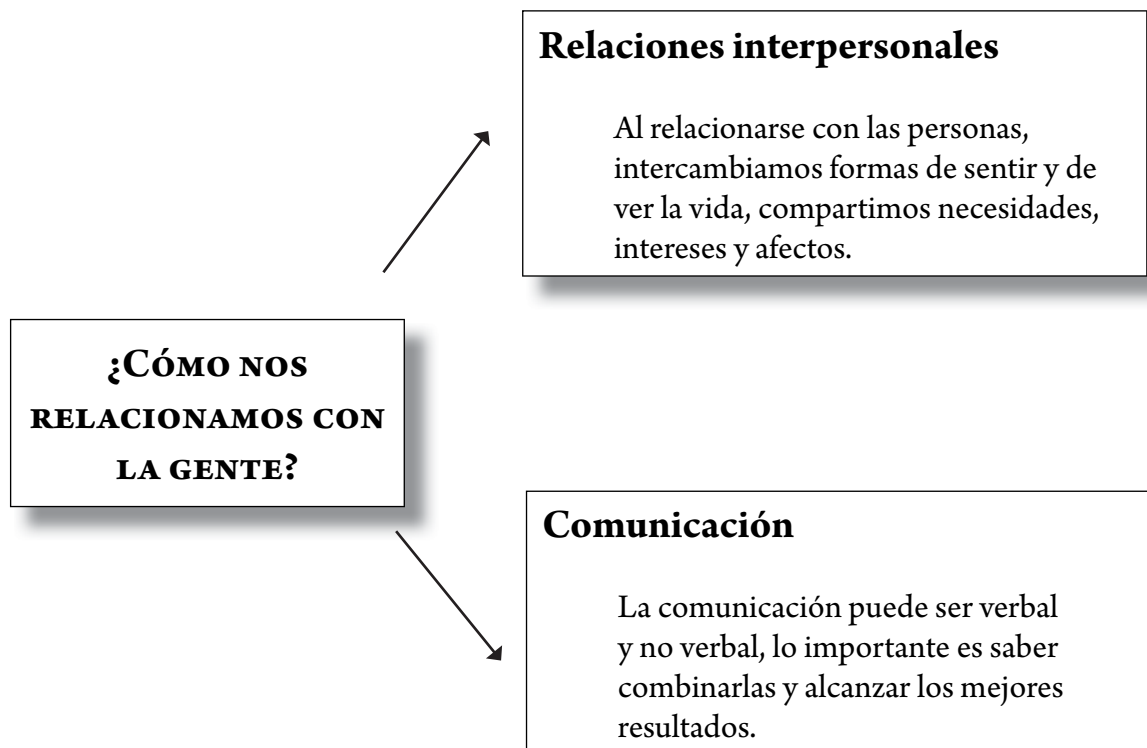 Relaciones interpersonales
Al relacionarse con las personas,
intercambiamos formas de sentir y de
ver la vida, compartimos necesidades,
intereses y afectos.
¿Cómo nos
relacionamos con
la gente?
Comunicación
La comunicación puede ser verbal
y no verbal, lo importante es saber
combinarlas y alcanzar los mejores
resultados.